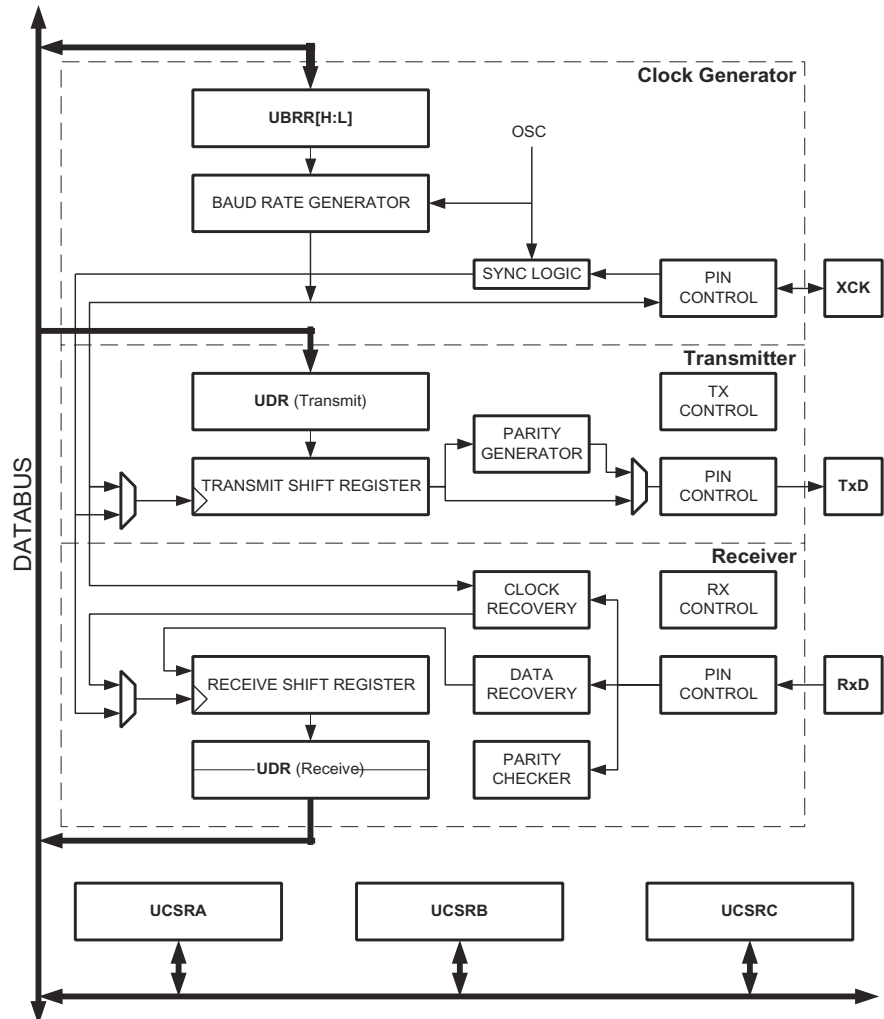 Clock Generator
UBRR[H:L]
OSC
BAUD RATE GENERATOR
SYNC LOGIC
PIN
CONTROL
XCK
DATABUS
Transmitter
UDR (Transmit)
TX
CONTROL
PARITY
GENERATOR
TRANSMIT SHIFT REGISTER
PIN
CONTROL
TxD
Receiver
CLOCK
RECOVERY
RX
CONTROL
RECEIVE SHIFT REGISTER
DATA
RECOVERY
PIN
CONTROL
RxD
UDR (Receive)
PARITY
CHECKER
UCSRA
UCSRB
UCSRC